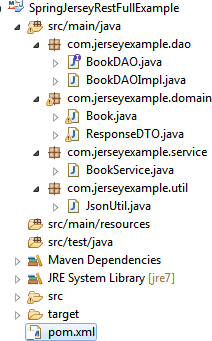 SpringJerseyRestFullExample
src/main/java
com.jerseyexample.dao
BookDAO.java
BookDAOImpl.java
com.jerseyexample.domain
Book.java
ResponseDTO.java
com.jerseyexample.service
BookService.java
com.jerseyexample.util
JsonUtil.java
src/main/resources
src/test/java
Maven Dependencies
JRE System Library [jre7]
src
target
pom.xml